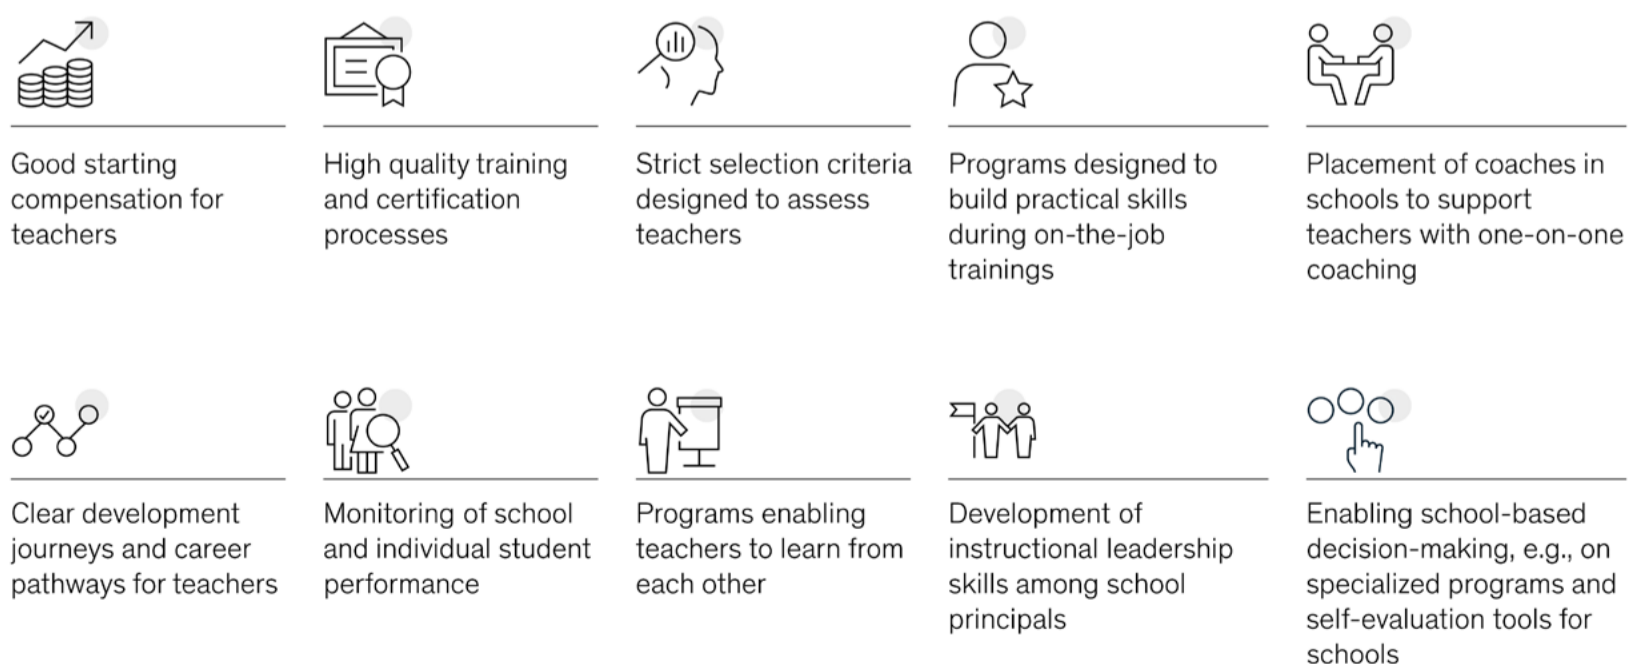 Good starting
compensation for
teachers
High quality training
and certification
processes
Strict selection criteria
designed to assess
teachers
Programs designed to
build practical skills
during on-the-job
trainings
Placement of coaches in
schools to support
teachers with one-on-one
coaching
Clear development
journeys and career
pathways for teachers
Monitoring of school
and individual student
performance
Programs enabling
teachers to learn from
each other
Development of
instructional leadership
skills among school
principals
Enabling school-based
decision-making, e.g., on
specialized programs and
self-evaluation tools for
schools